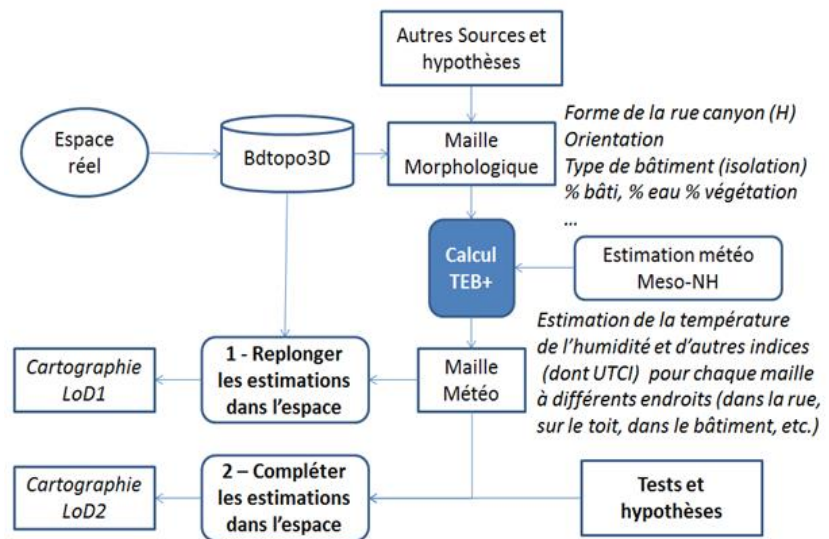 Autres Sources et
hypothèses
Espace
réel
Bdtopo3D
Maille
Morphologique
Forme de la rue canyon (H)
Orientation
Type de bâtiment (isolation)
% bâti, % eau % végétation
...
Calcul
TEB+
Estimation météo
Meso-NH
Estimation de la température
de l'humidité et d'autres indices
(dont UTCI) pour chaque maille
à différents endroits (dans la rue,
sur le toit, dans le bâtiment, etc.)
Cartographie
LoD1
1 - Replonger
les estimations
dans l'espace
Maille
Météo
Cartographie
LoD2
2 – Compléter
les estimations
dans l'espace
Tests et
hypothèses